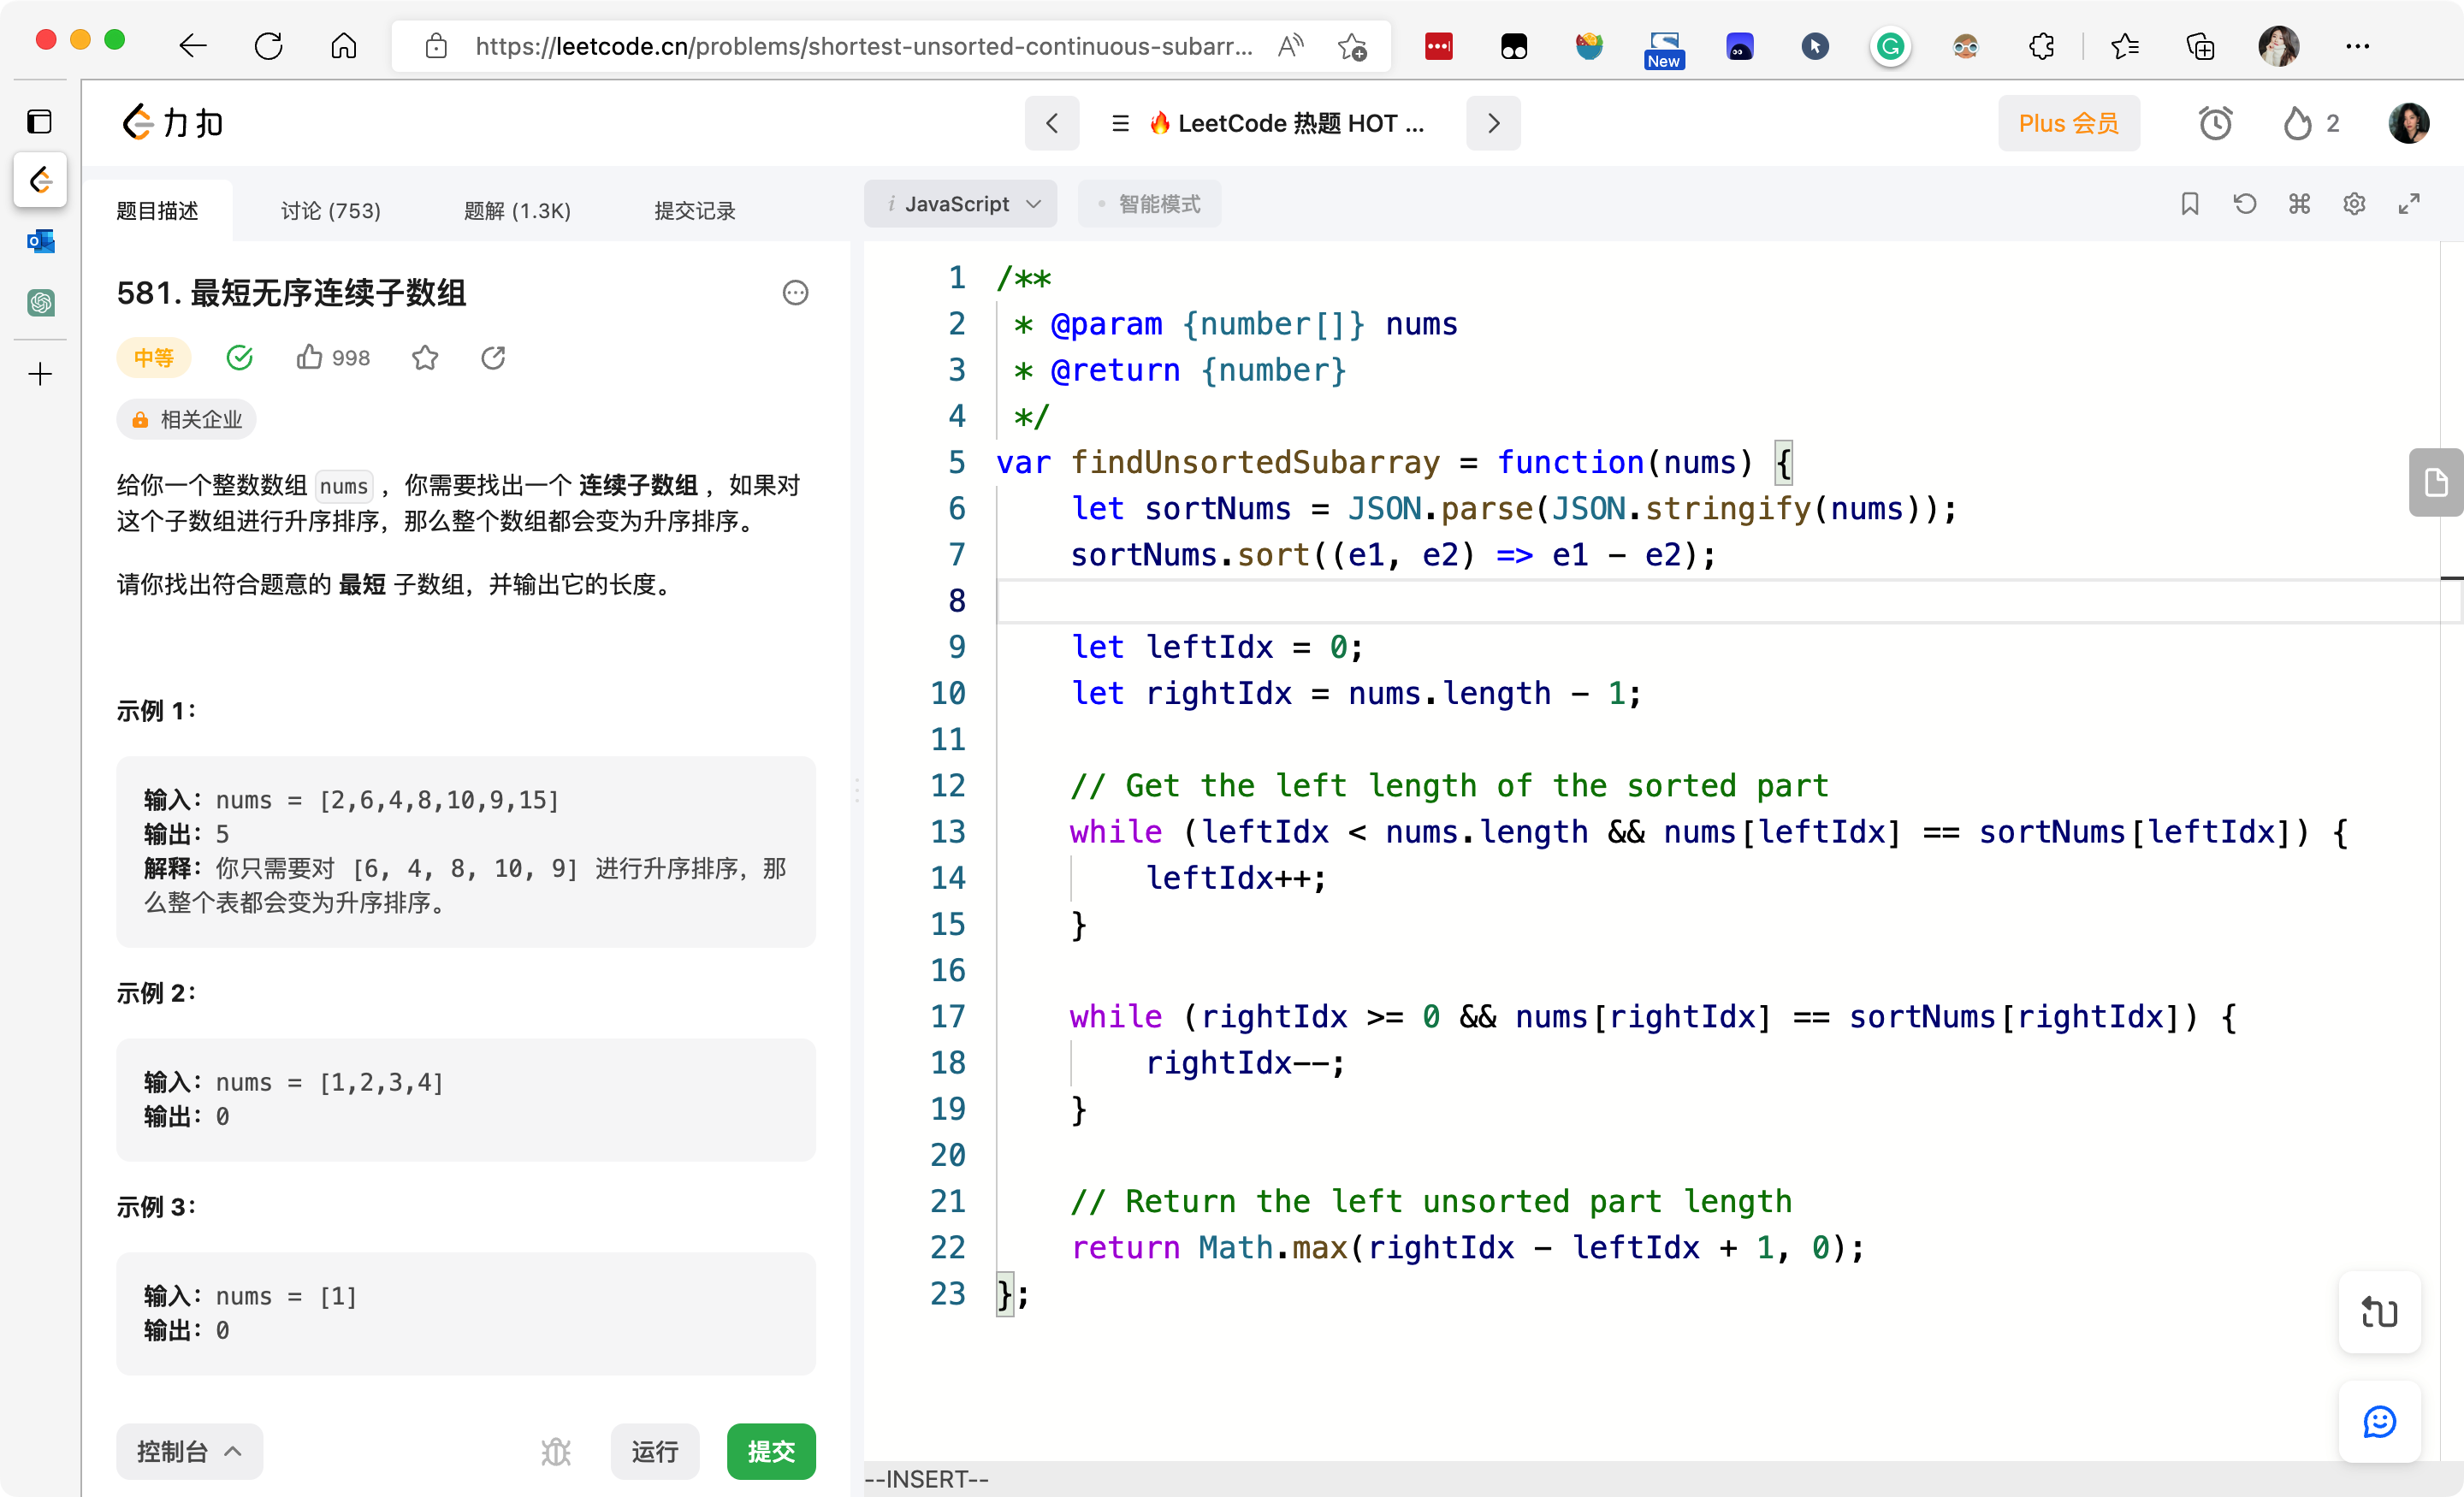 https://leetcode.cn/problems/shortest-unsorted-continuous-subarr...
New
力扣
LeetCode 热题 HOT ...
Plus 会员
2
题目描述
讨论 (753)
题解 (1.3K)
提交记录
i JavaScript
智能模式
581. 最短无序连续子数组
中等
998
相关企业
给你一个整数数组 nums ，你需要找出一个 连续子数组 ，如果对
这个子数组进行升序排序，那么整个数组都会变为升序排序。
请你找出符合题意的 最短 子数组，并输出它的长度。
示例 1：
输入：nums = [2,6,4,8,10,9,15]
输出：5
解释：你只需要对 [6, 4, 8, 10, 9] 进行升序排序，那
么整个表都会变为升序排序。
示例 2：
输入：nums = [1,2,3,4]
输出：0
示例 3：
输入：nums = [1]
输出：0
控制台
运行
提交
1 /**
2  * @param {number[]} nums
3  * @return {number}
4  */
5 var findUnsortedSubarray = function(nums) {
6     let sortNums = JSON.parse(JSON.stringify(nums));
7     sortNums.sort((e1, e2) => e1 - e2);
8
9     let leftIdx = 0;
10     let rightIdx = nums.length - 1;
11
12     // Get the left length of the sorted part
13     while (leftIdx < nums.length && nums[leftIdx] == sortNums[leftIdx]) {
14         leftIdx++;
15     }
16
17     while (rightIdx >= 0 && nums[rightIdx] == sortNums[rightIdx]) {
18         rightIdx--;
19     }
20
21     // Return the left unsorted part length
22     return Math.max(rightIdx - leftIdx + 1, 0);
23 };
--INSERT--